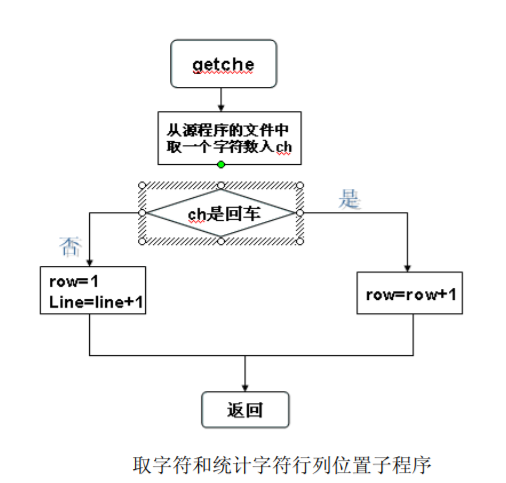 getche
从源程序的文件中
取一个字符数入ch
ch是回车
是
否
row=1
Line=line+1
row=row+1
返回
取字符和统计字符行列位置子程序